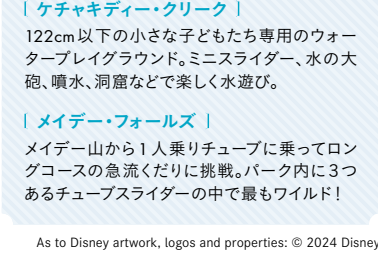 | ケチャキディー・クリーク |
122cm以下の小さな子どもたち専用のウォー
タープレイグラウンド。ミニスライダー、水の大
砲、噴水、洞窟などで楽しく水遊び。
| メイデー・フォールズ |
メイデー山から1人乗りチューブに乗ってロン
グコースの急流くだりに挑戦。パーク内に3つ
あるチューブスライダーの中で最もワイルド!
As to Disney artwork, logos and properties: © 2024 Disney